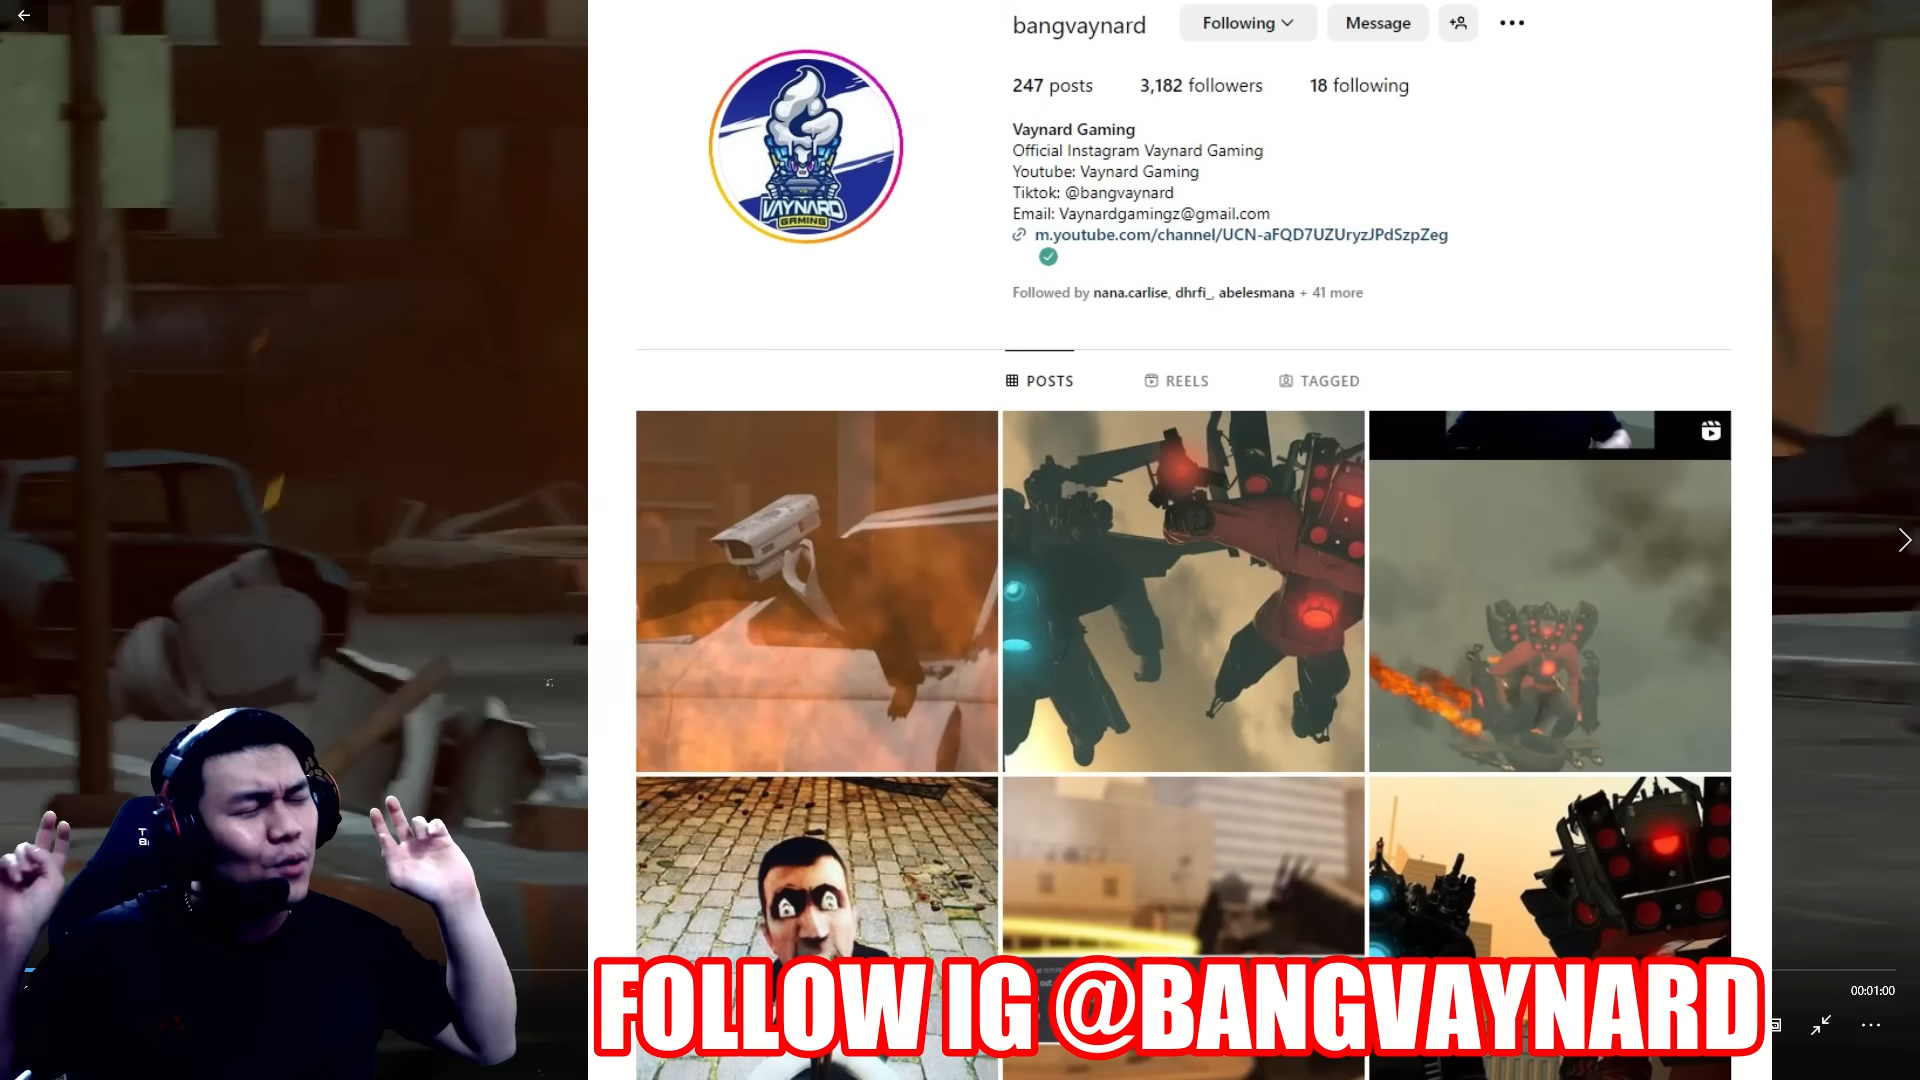 bangvaynard
Following
Message
247 posts
3,182 followers
18 following
Vaynard Gaming
Official Instagram Vaynard Gaming
Youtube: Vaynard Gaming
Tiktok: @bangvaynard
Email: Vaynardgamingz@gmail.com
m.youtube.com/channel/UCN-aFQD7UZUryzJPdSzpZeg
Followed by nana.carlise, dhrfi_, abelesmana + 41 more
VAYNARD
GAMING
POSTS
REELS
TAGGED
FOLLOW IG @BANGVAYNARD
00:01:00